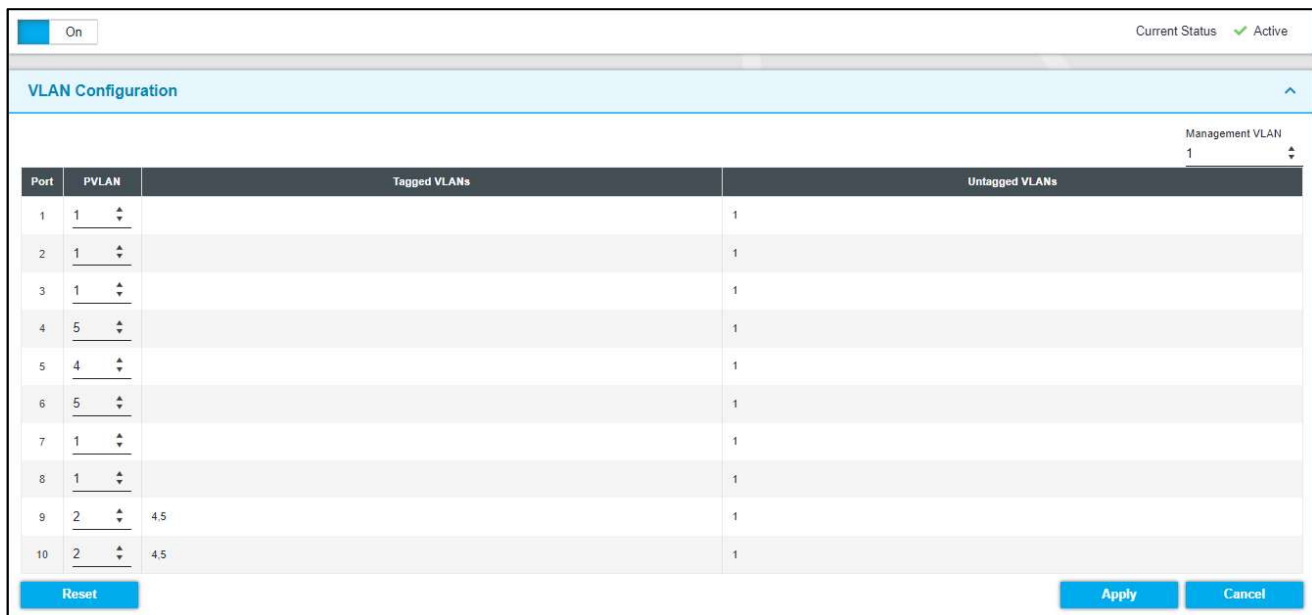 On
Current Status Active
VLAN Configuration
Management VLAN
1
Port PVLAN Tagged VLANs Untagged VLANs
1 1 1
2 1 1
3 1 1
4 5 1
5 4 1
6 5 1
7 1 1
8 1 1
9 2 4,5 1
10 2 4,5 1
Reset Apply Cancel